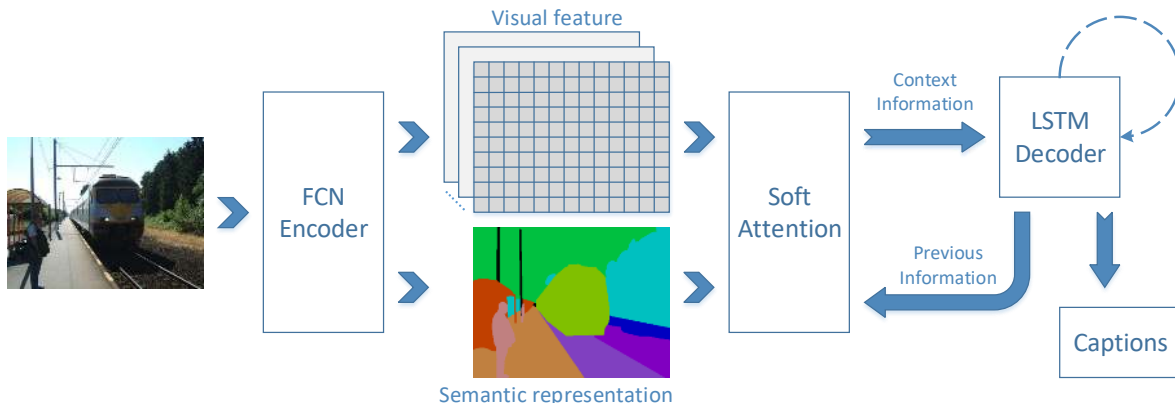 Visual feature
FCN
Encoder
Semantic representation
Soft
Attention
Context
Information
LSTM
Decoder
Previous
Information
Captions